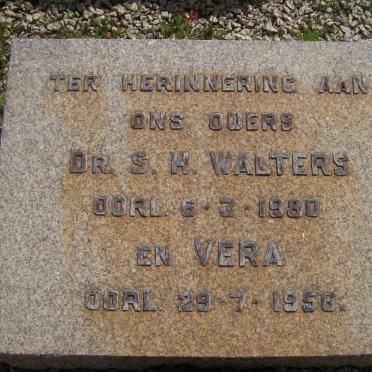 TER HERINNERING AAN
ONS OUERS
DR. S. H. WALTERS
OORL. 6-3-1980
EN VERA
OORL. 29-7-1956.